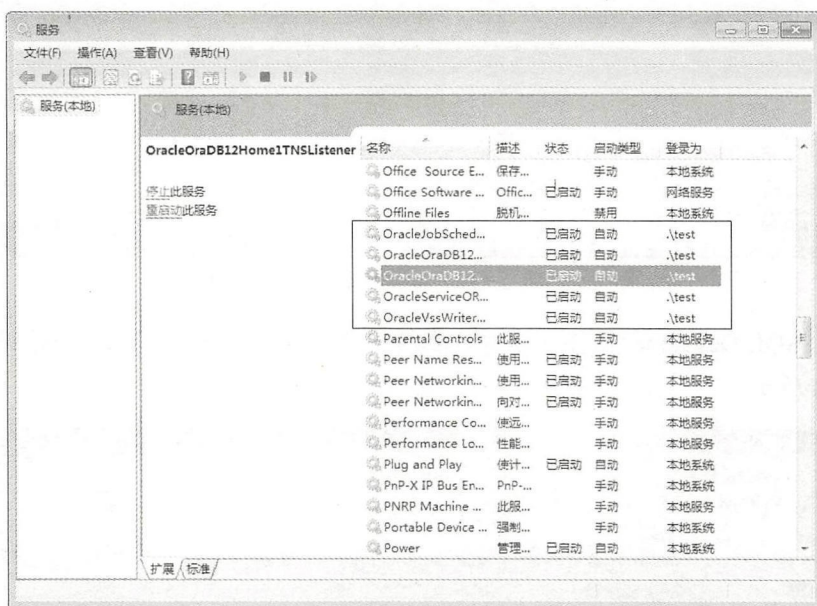 服务
文件(F) 操作(A) 查看(V) 帮助(H)
服务(本地)
服务(本地)
OracleOraDB12Home1TNSListener
停止此服务
重启动此服务
名称 描述 状态 启动类型 登录为
Office Source E... 保存... 手动 本地系统
Office Software ... Offic... 已启动 手动 网络服务
Offline Files 脱机... 禁用 本地系统
OracleJobSched... 已启动 自动 .\test
OracleOraDB12... 已启动 自动 .\test
OracleOraDB12... 已启动 自动 .\test
OracleServiceOR... 已启动 自动 .\test
OracleVssWriter... 已启动 自动 .\test
Parental Controls 此服... 手动 本地服务
Peer Name Res... 使用... 已启动 手动 本地服务
Peer Networkin... 使用... 已启动 手动 本地服务
Peer Networkin... 向对... 已启动 手动 本地服务
Performance Co... 使远... 手动 本地服务
Performance Lo... 性能... 手动 本地服务
Plug and Play 使计... 已启动 自动 本地系统
PnP-X IP Bus En... PnP-... 手动 本地系统
PNRP Machine ... 此服... 手动 本地服务
Portable Device ... 强制... 手动 本地系统
Power 管理... 已启动 自动 本地系统
扩展 标准